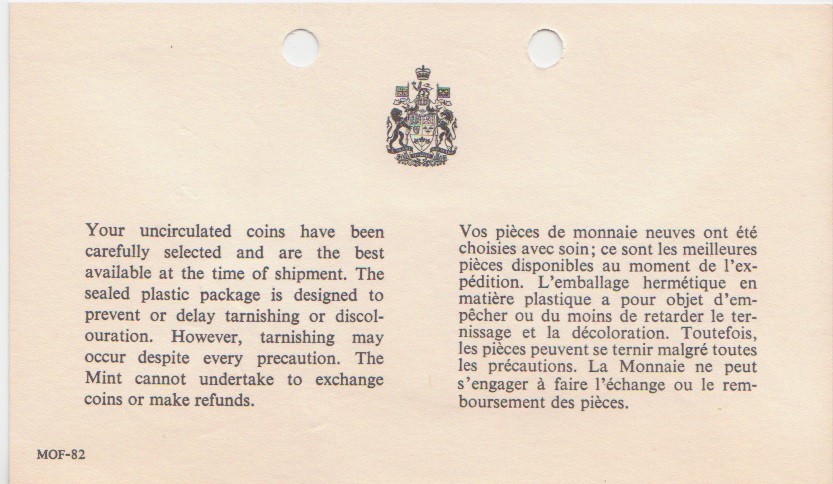 Your uncirculated coins have been
carefully selected and are the best
available at the time of shipment. The
sealed plastic package is designed to
prevent or delay tarnishing or discol-
ouration. However, tarnishing may
occur despite every precaution. The
Mint cannot undertake to exchange
coins or make refunds.
Vos pièces de monnaie neuves ont été
choisies avec soin; ce sont les meilleures
pièces disponibles au moment de l'ex-
pédition. L'emballage hermétique en
matière plastique a pour objet d'em-
pêcher ou du moins de retarder le ter-
nissage et la décoloration. Toutefois,
les pièces peuvent se ternir malgré toutes
les précautions. La Monnaie ne peut
s'engager à faire l'échange ou le rem-
boursement des pièces.
MOF-82